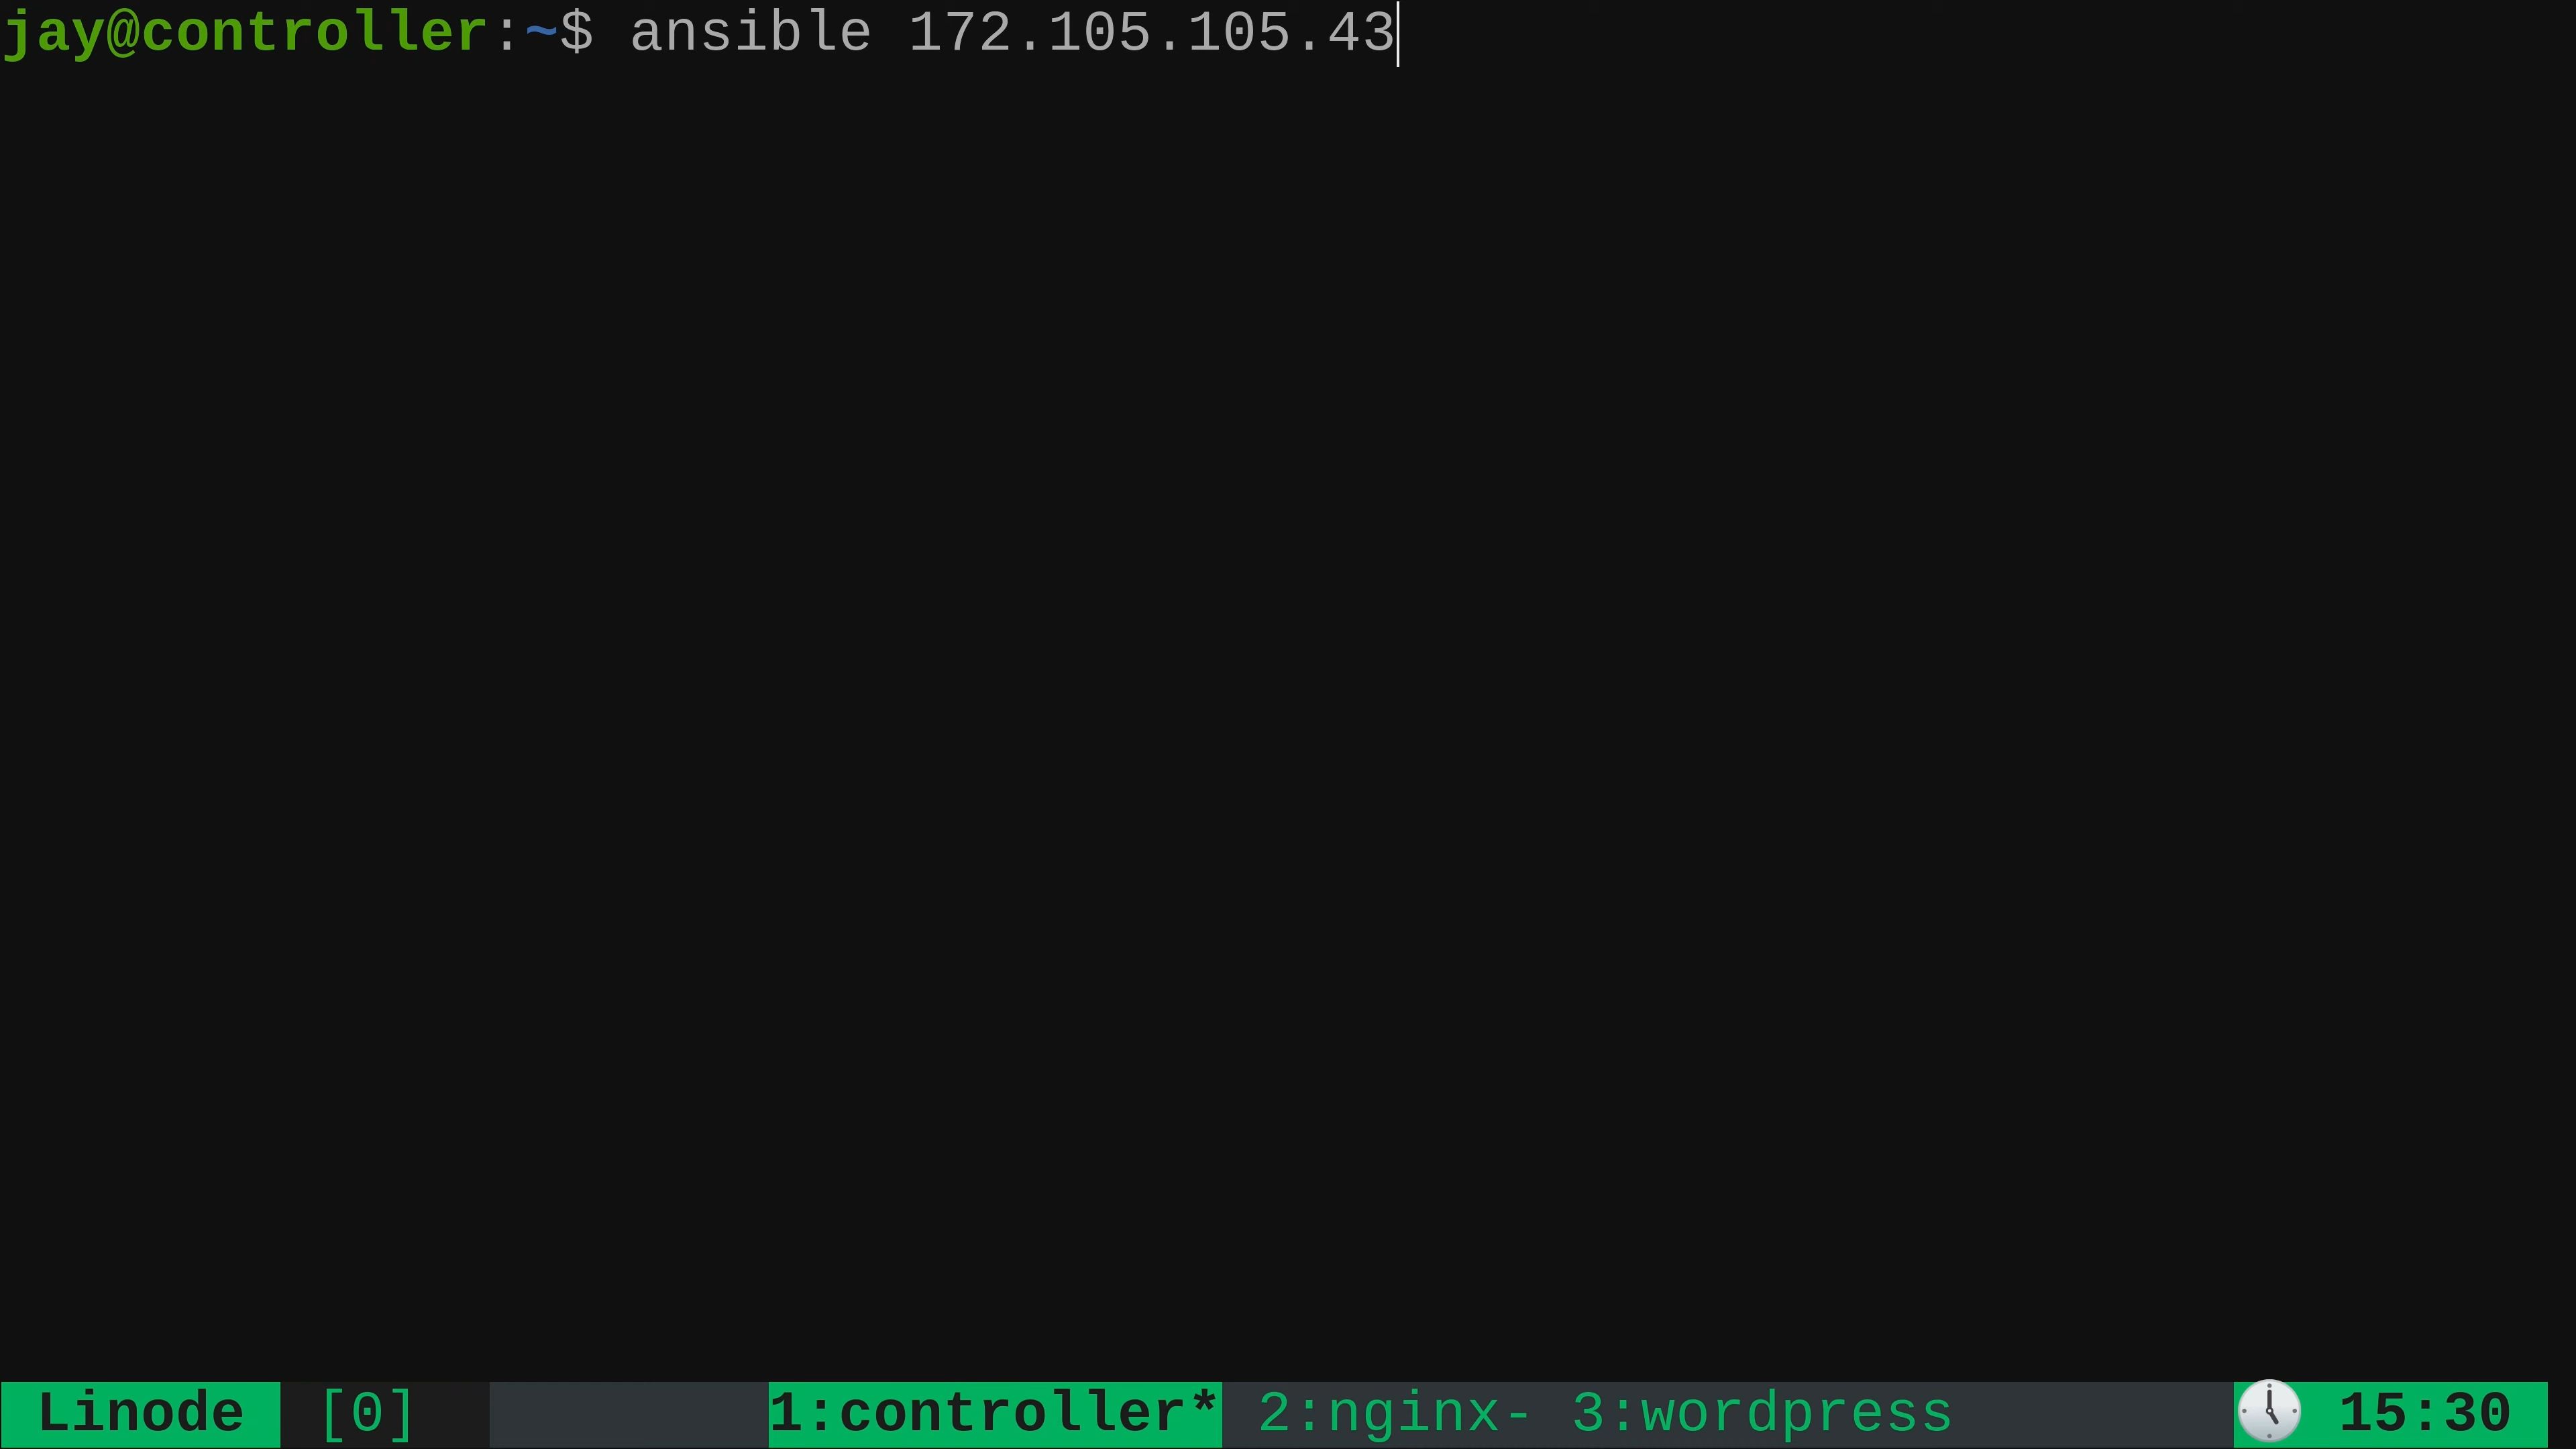 jay@controller:~$ ansible 172.105.105.43
Linode [0] 1:controller* 2:nginx- 3:wordpress 15:30